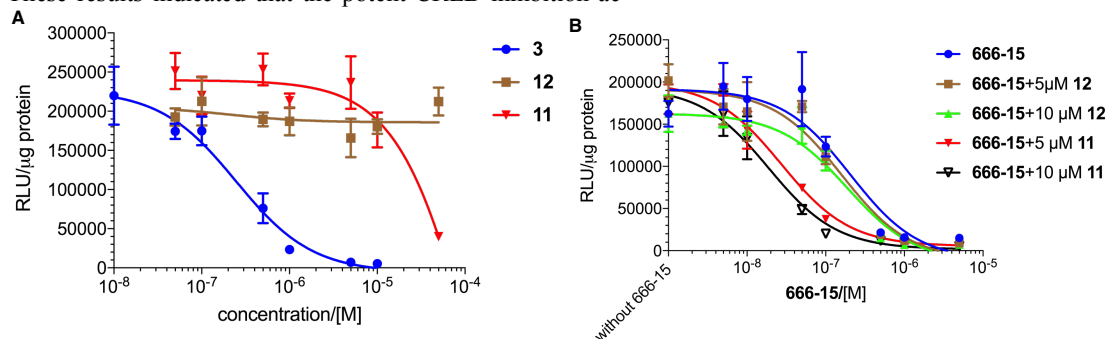 These results indicated that the potent CREB inhibition ac-
A
300000
250000
200000
150000
100000
50000
0
RLU/μg protein
10-8
10-7
10-6
10-5
10-4
concentration/[M]
3
12
11
B
250000
200000
150000
100000
50000
0
RLU/μg protein
without 666-15
10-8
10-7
10-6
10-5
666-15/[M]
666-15
666-15+5μM 12
666-15+10 μM 12
666-15+5 μM 11
666-15+10 μM 11